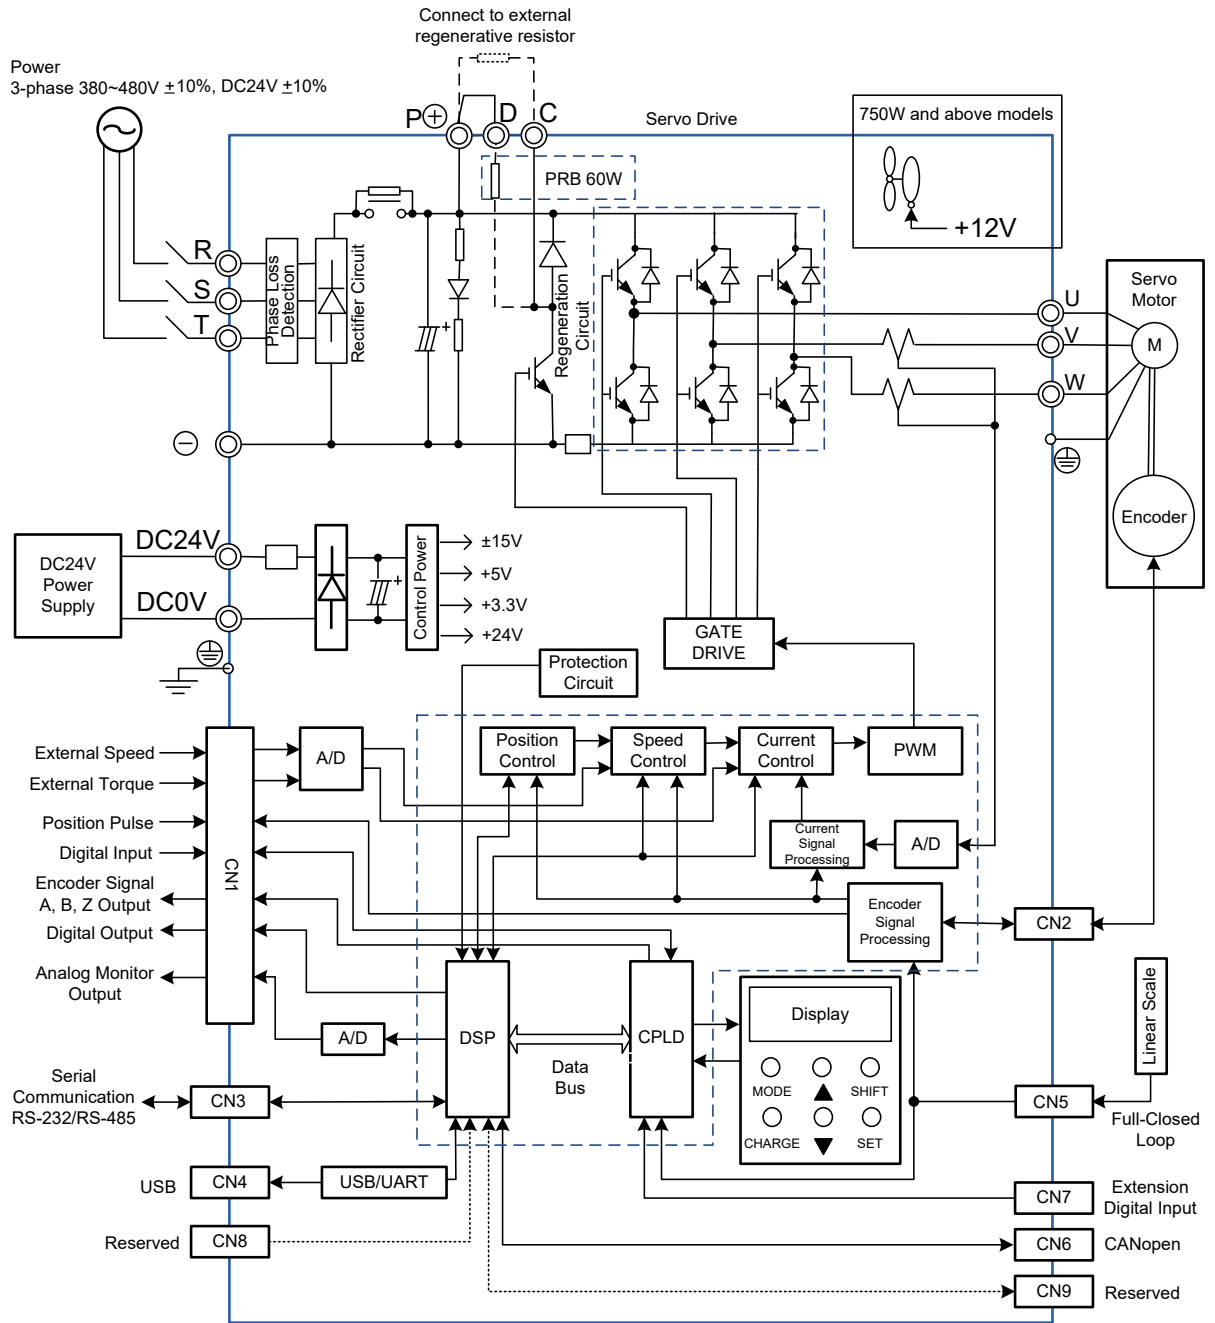 Connect to external
regenerative resistor
Power
3-phase 380~480V ±10%, DC24V ±10%
P⊕
D
C
Servo Drive
750W and above models
PRB 60W
+12V
R
S
T
Phase Loss
Detection
Rectifier Circuit
Regeneration
Circuit
+
Servo
Motor
U
V
W
M
Encoder
DC24V
Power
Supply
DC24V
DC0V
+
Control Power
±15V
+5V
+3.3V
+24V
GATE
DRIVE
Protection
Circuit
External Speed
External Torque
Position Pulse
Digital Input
Encoder Signal
A, B, Z Output
Digital Output
Analog Monitor
Output
CN1
A/D
Position
Control
Speed
Control
Current
Control
PWM
Current
Signal
Processing
A/D
Encoder
Signal
Processing
CN2
A/D
DSP
Data
Bus
CPLD
Display
MODE
SHIFT
CHARGE
SET
Linear Scale
Serial
Communication
RS-232/RS-485
CN3
CN5
Full-Closed
Loop
USB
CN4
USB/UART
CN7
Extension
Digital Input
Reserved
CN8
CN6
CANopen
CN9
Reserved